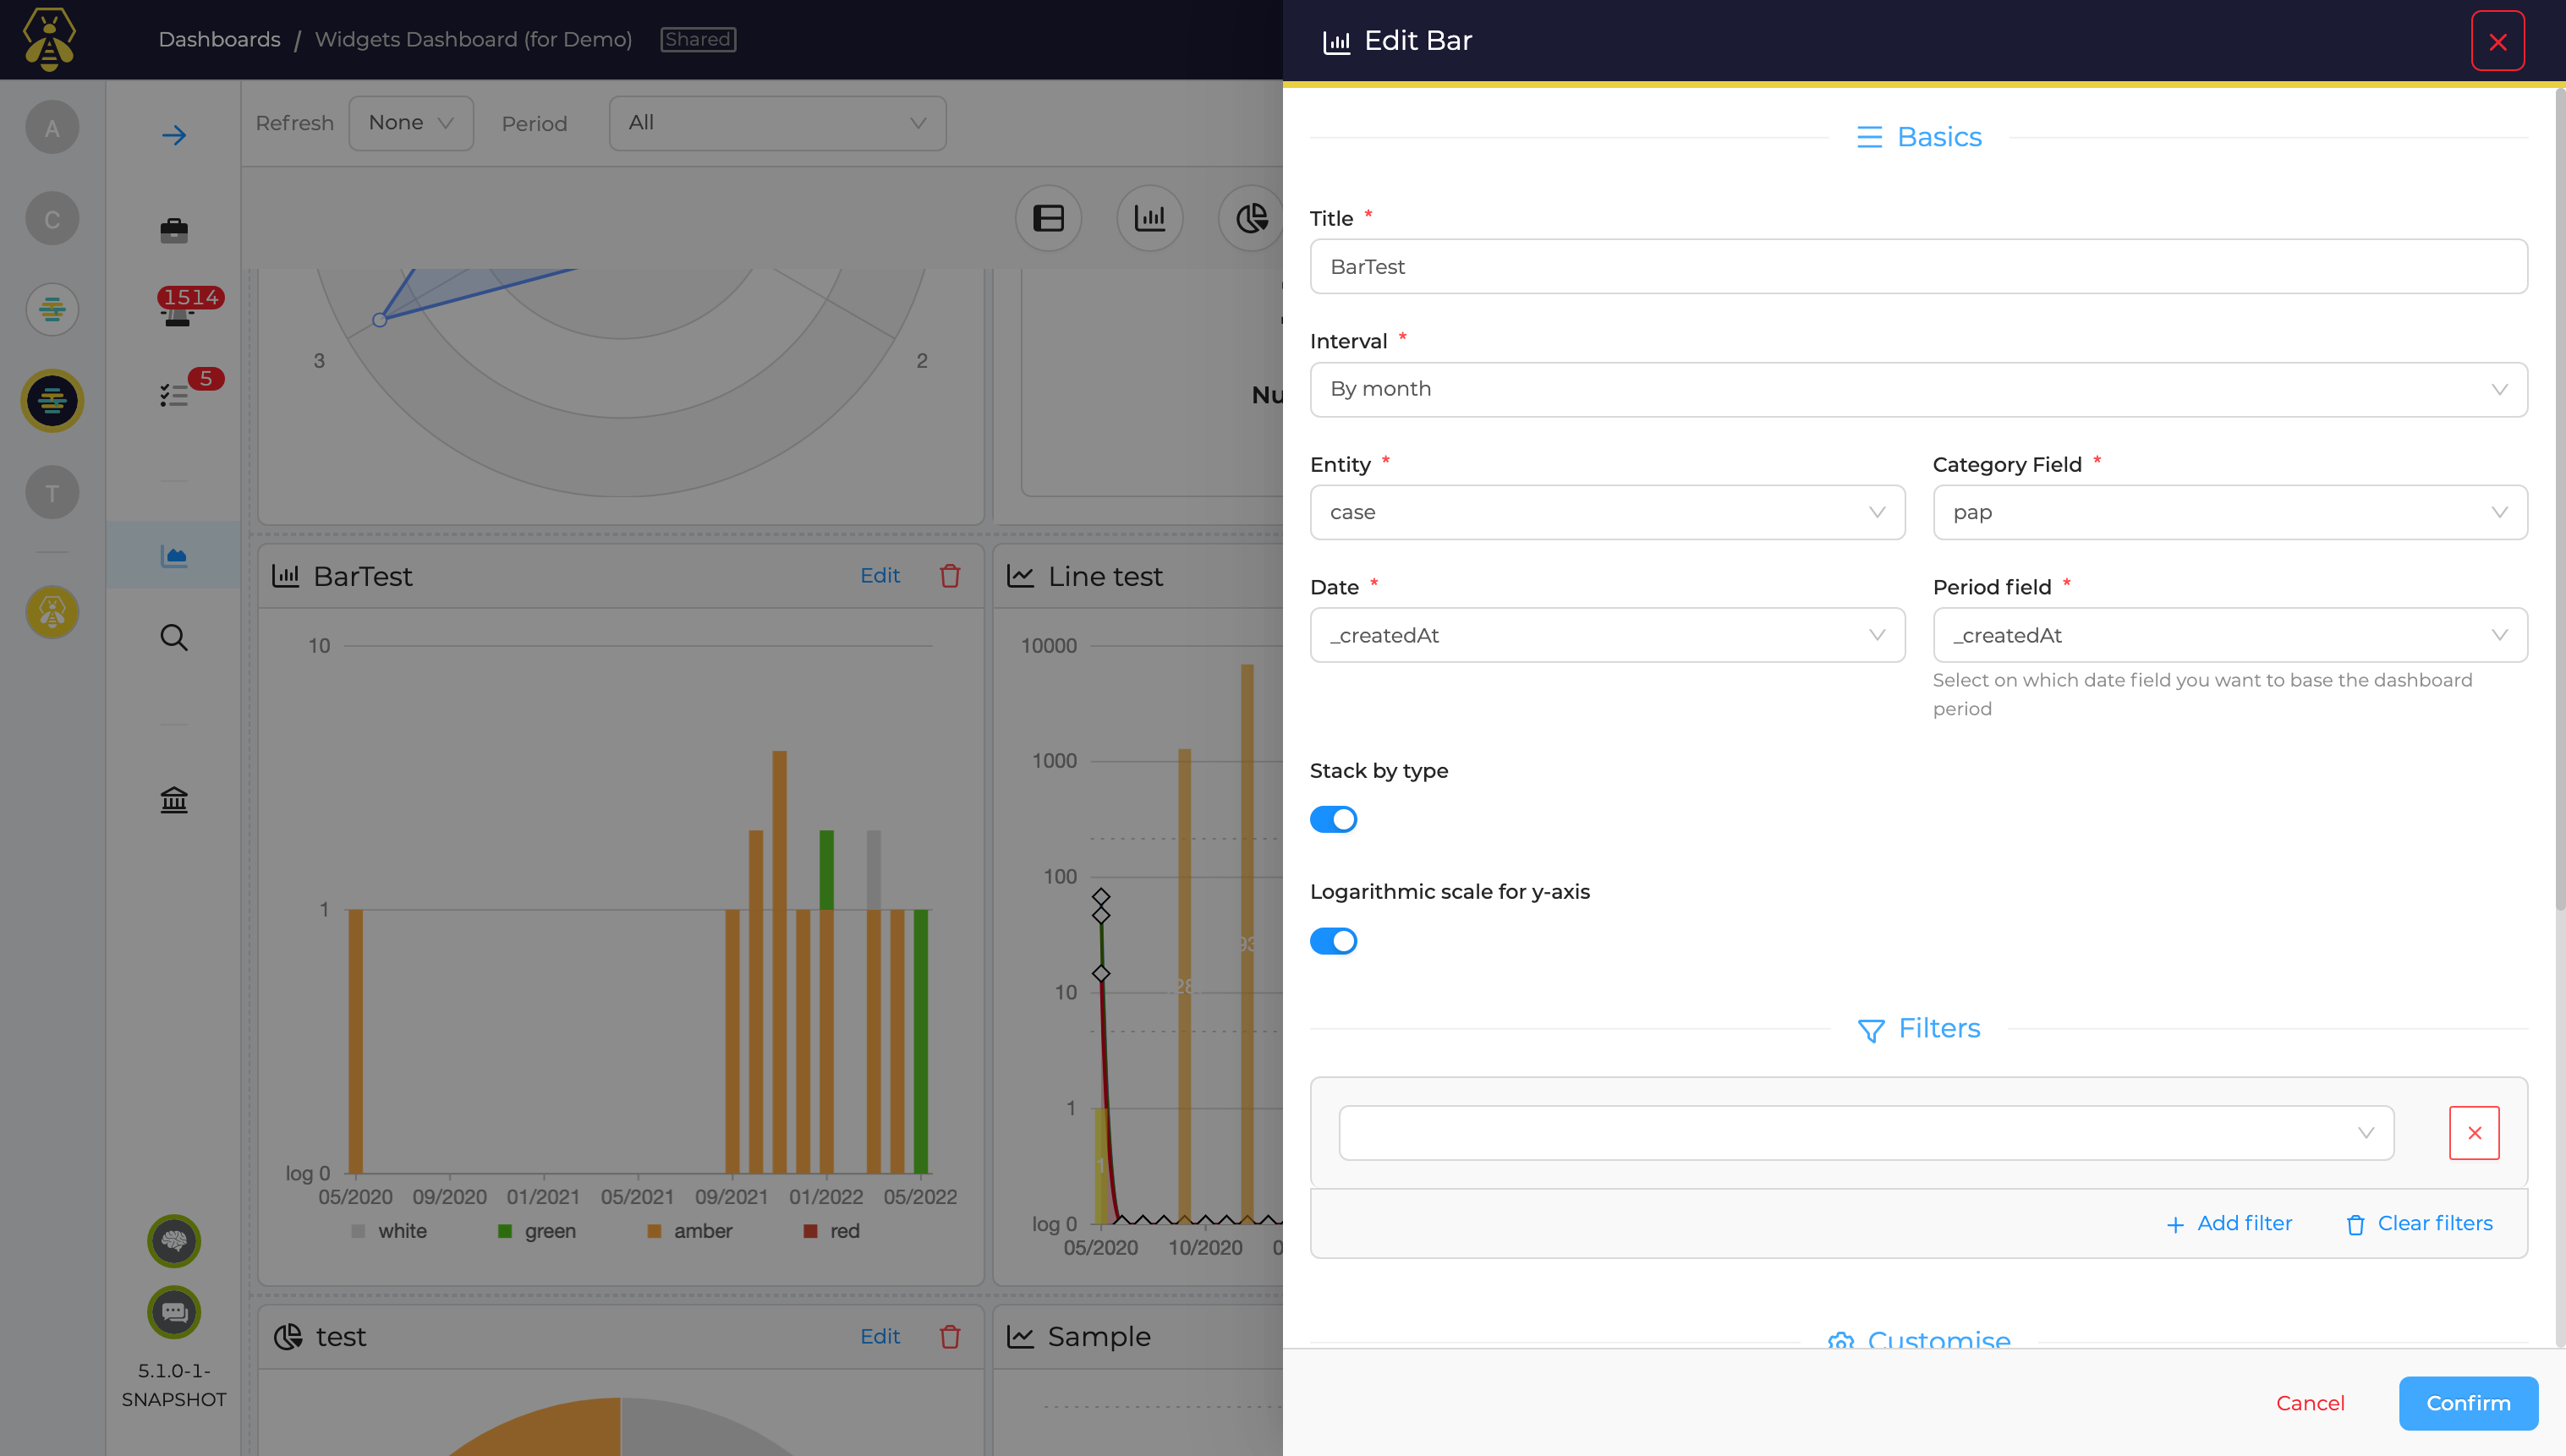 Dashboards / Widgets Dashboard (for Demo) Shared
Edit Bar
A
C
T
1514
5
5.1.0-1-
SNAPSHOT
Refresh None Period All
3
2
BarTest Edit
10
1
log 0
05/2020 09/2020 01/2021 05/2021 09/2021 01/2022 05/2022
white green amber red
Line test
10000
1000
100
10
1
log 0
1
05/2020 10/2020
test Edit
Sample
Basics
Title *
BarTest
Interval *
By month
Entity * Category Field *
case pap
Date * Period field *
_createdAt _createdAt
Select on which date field you want to base the dashboard
period
Stack by type
Logarithmic scale for y-axis
Filters
+ Add filter Clear filters
Customise
Cancel Confirm